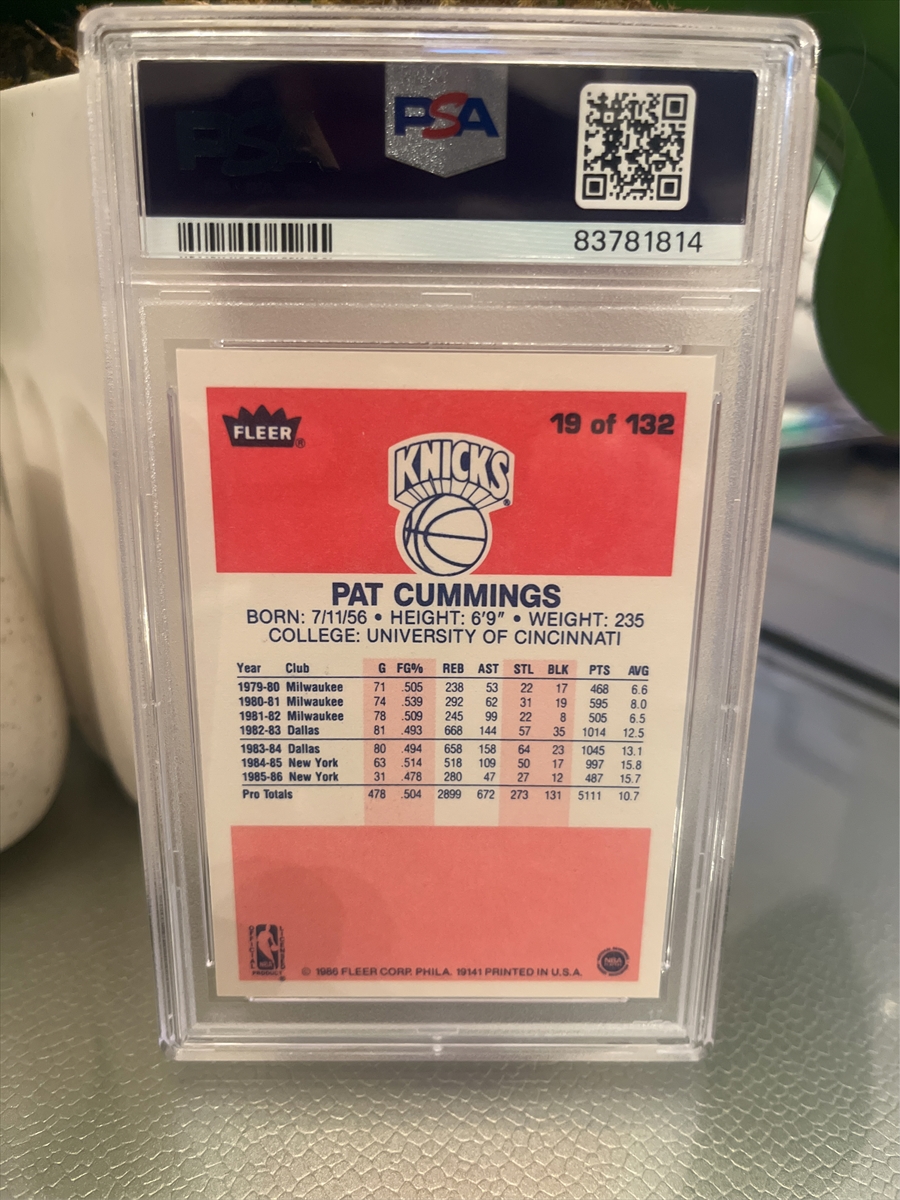 PSA
83781814
FLEER®
19 of 132
KNICKS®
PAT CUMMINGS
BORN: 7/11/56 • HEIGHT: 6'9" • WEIGHT: 235
COLLEGE: UNIVERSITY OF CINCINNATI
Year Club G FG% REB AST STL BLK PTS AVG
1979-80 Milwaukee 71 .505 238 53 22 17 468 6.6
1980-81 Milwaukee 74 .539 292 62 31 19 595 8.0
1981-82 Milwaukee 78 .509 245 99 22 8 505 6.5
1982-83 Dallas 81 .493 668 144 57 35 1014 12.5
1983-84 Dallas 80 .494 658 158 64 23 1045 13.1
1984-85 New York 63 .514 518 109 50 17 997 15.8
1985-86 New York 31 .478 280 47 27 12 487 15.7
Pro Totals 478 .504 2899 672 273 131 5111 10.7
OFFICIAL LICENSED
NBA
PRODUCT
© 1986 FLEER CORP. PHILA. 19141 PRINTED IN U.S.A.